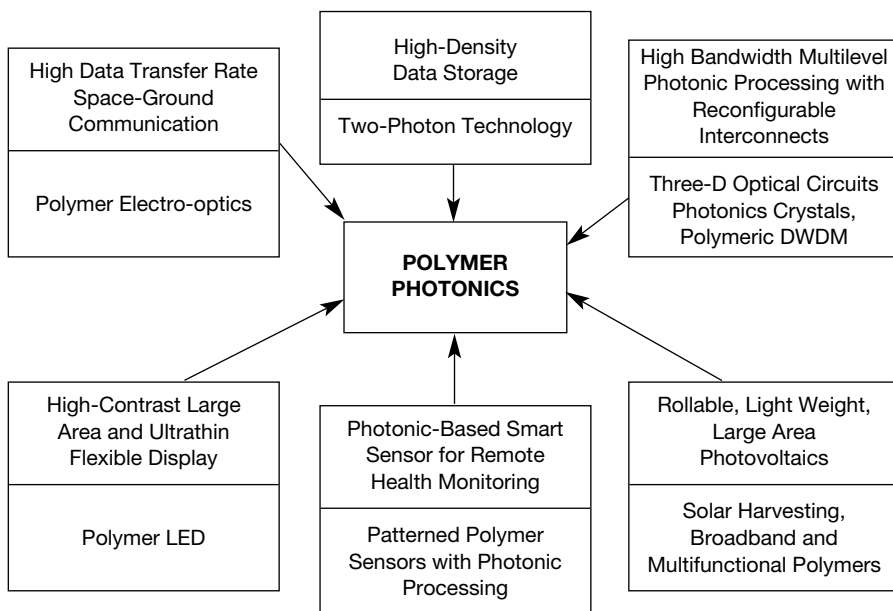 High Data Transfer Rate
Space-Ground
Communication
Polymer Electro-optics
High-Density
Data Storage
Two-Photon Technology
High Bandwidth Multilevel
Photonic Processing with
Reconfigurable
Interconnects
Three-D Optical Circuits
Photonics Crystals,
Polymeric DWDM
POLYMER
PHOTONICS
High-Contrast Large
Area and Ultrathin
Flexible Display
Polymer LED
Photonic-Based Smart
Sensor for Remote
Health Monitoring
Patterned Polymer
Sensors with Photonic
Processing
Rollable, Light Weight,
Large Area
Photovoltaics
Solar Harvesting,
Broadband and
Multifunctional Polymers